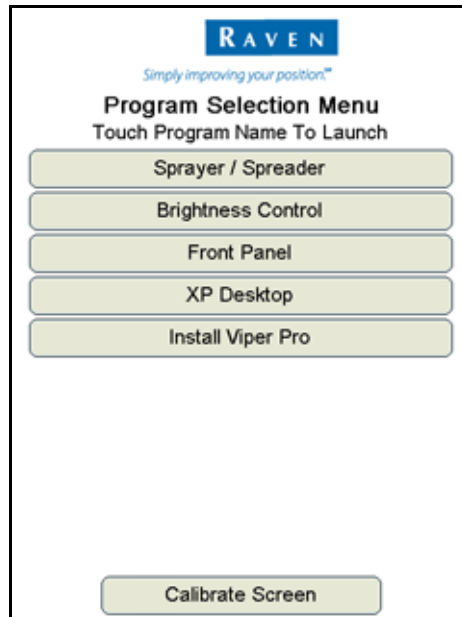 RAVEN
Simply improving your position.℠
Program Selection Menu
Touch Program Name To Launch
Sprayer / Spreader
Brightness Control
Front Panel
XP Desktop
Install Viper Pro
Calibrate Screen